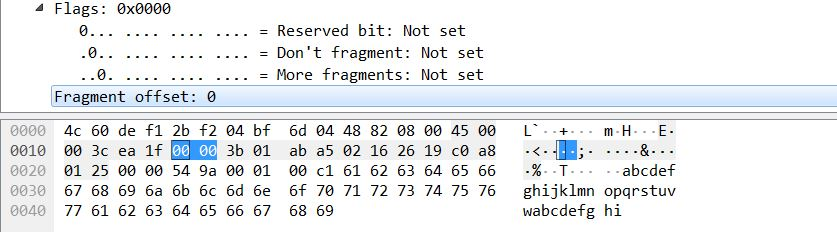 Flags: 0x0000
0... .... .... .... = Reserved bit: Not set
.0.. .... .... .... = Don't fragment: Not set
..0. .... .... .... = More fragments: Not set
Fragment offset: 0
0000 4c 60 de f1 2b f2 04 bf 6d 04 48 82 08 00 45 00 L`··+··· m·H···E·
0010 00 3c ea 1f 00 00 3b 01 ab a5 02 16 26 19 c0 a8 ·<····;· ····&···
0020 01 25 00 00 54 9a 00 01 00 c1 61 62 63 64 65 66 ·%··T··· ··abcdef
0030 67 68 69 6a 6b 6c 6d 6e 6f 70 71 72 73 74 75 76 ghijklmn opqrstuv
0040 77 61 62 63 64 65 66 67 68 69 wabcdefg hi